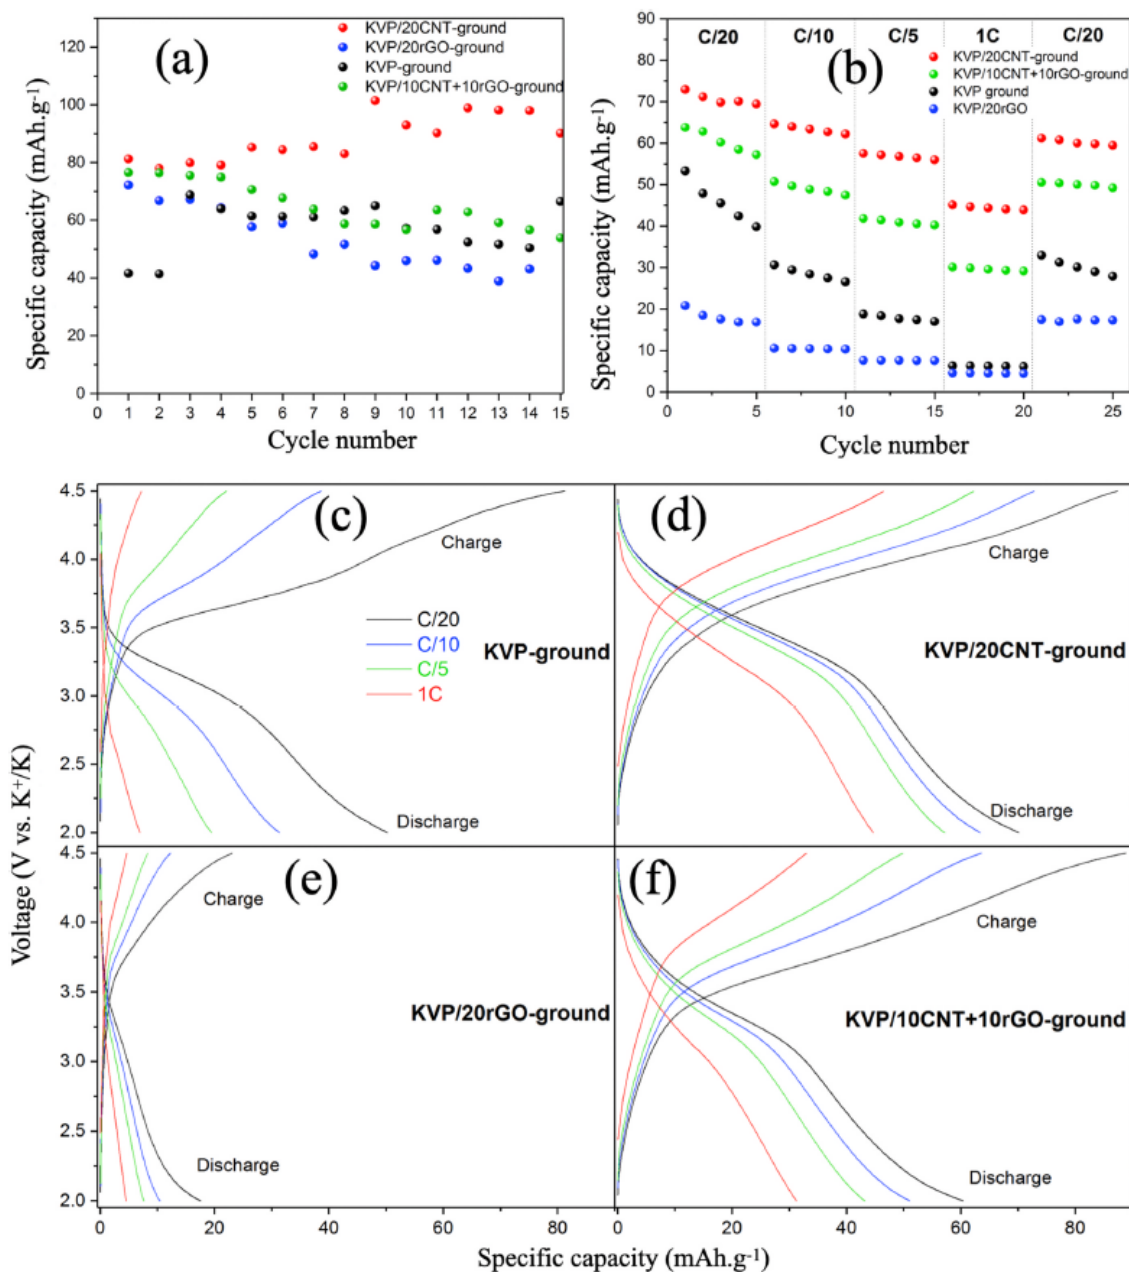 (a)
KVP/20CNT-ground
KVP/20rGO-ground
KVP-ground
KVP/10CNT+10rGO-ground
Specific capacity (mAh.g⁻¹)
120
100
80
60
40
20
0
0 1 2 3 4 5 6 7 8 9 10 11 12 13 14 15
Cycle number
(b)
C/20 C/10 C/5 1C C/20
KVP/20CNT-ground
KVP/10CNT+10rGO-ground
KVP ground
KVP/20rGO
Specific capacity (mAh.g⁻¹)
90
80
70
60
50
40
30
20
10
0
0 5 10 15 20 25
Cycle number
Voltage (V vs. K⁺/K)
(c)
4.5
4.0
3.5
3.0
2.5
2.0
Charge
C/20
C/10
C/5
1C
KVP-ground
Discharge
(d)
Charge
KVP/20CNT-ground
Discharge
(e)
4.5
4.0
3.5
3.0
2.5
2.0
Charge
KVP/20rGO-ground
Discharge
0 20 40 60 80
(f)
Charge
KVP/10CNT+10rGO-ground
Discharge
0 20 40 60 80
Specific capacity (mAh.g⁻¹)